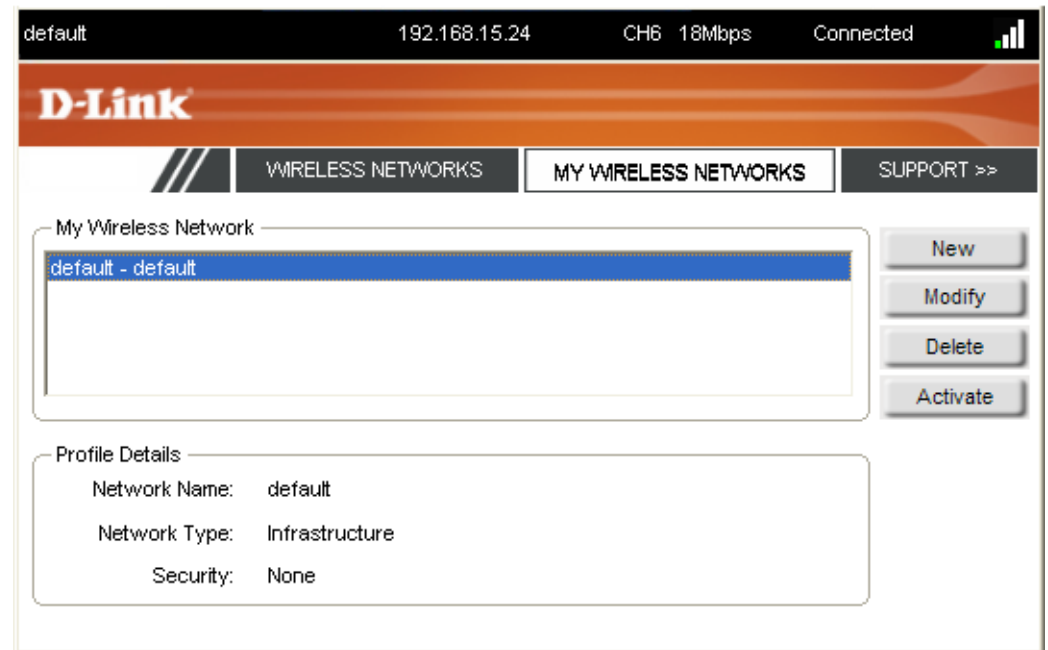 default 192.168.15.24 CH6 18Mbps Connected
D-Link
WIRELESS NETWORKS MY WIRELESS NETWORKS SUPPORT >>
My Wireless Network
default - default
New
Modify
Delete
Activate
Profile Details
Network Name: default
Network Type: Infrastructure
Security: None